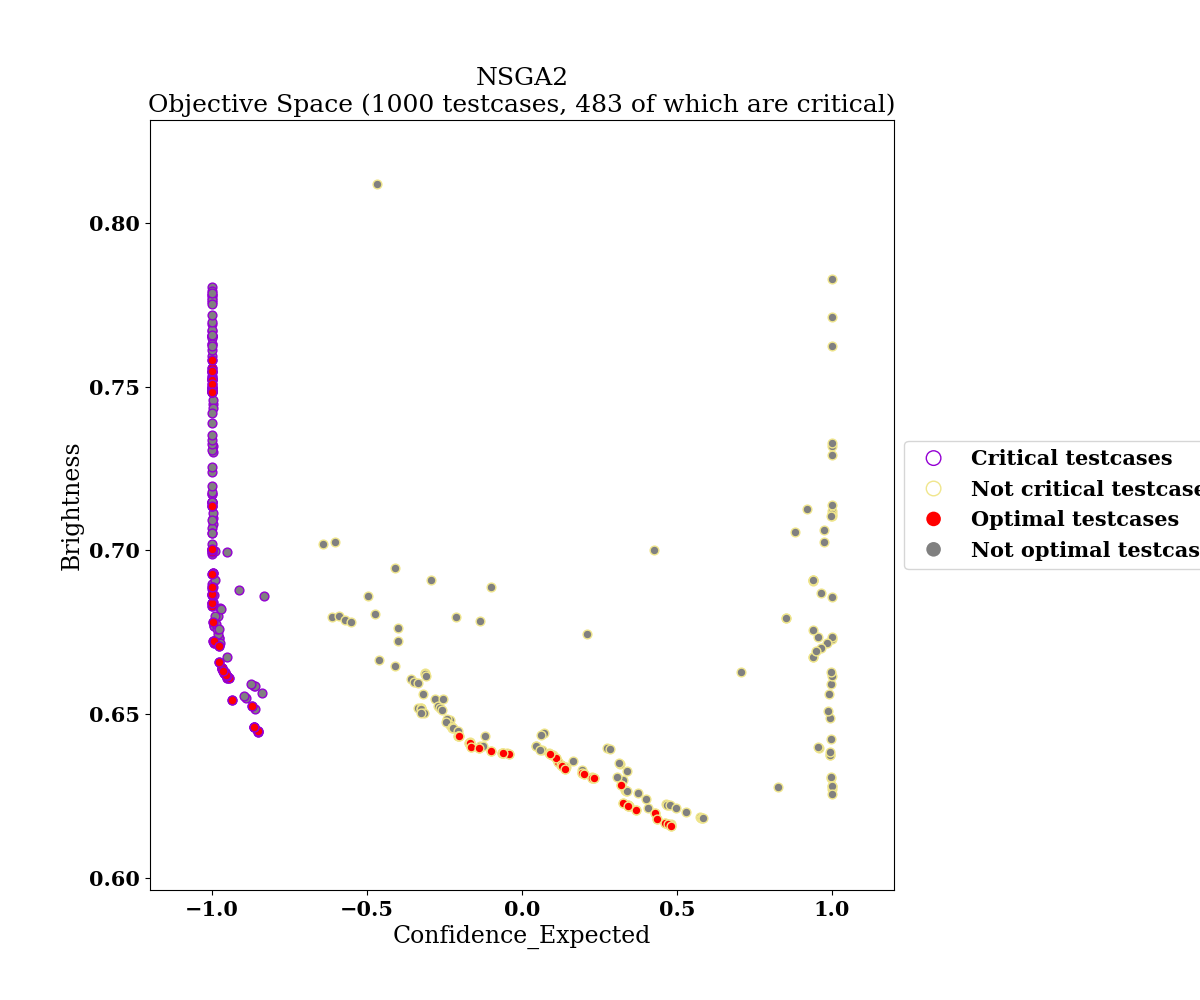 NSGA2
Objective Space (1000 testcases, 483 of which are critical)
0.80
0.75
0.70
0.65
0.60
Brightness
−1.0
−0.5
0.0
0.5
1.0
Confidence_Expected
Critical testcases
Not critical testcase
Optimal testcases
Not optimal testcas